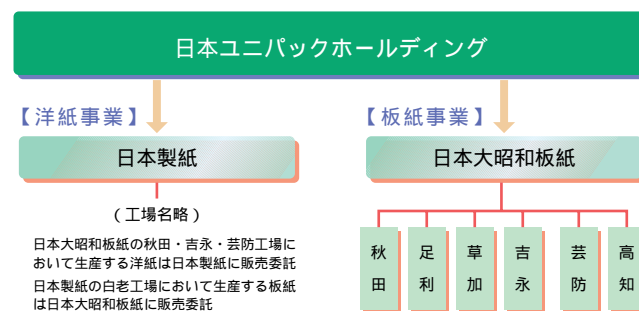 日本ユニパックホールディング
【洋紙事業】
日本製紙
(工場名略)
日本大昭和板紙の秋田・吉永・芸防工場に
おいて生産する洋紙は日本製紙に販売委託
日本製紙の白老工場において生産する板紙
は日本大昭和板紙に販売委託
【板紙事業】
日本大昭和板紙
秋田
足利
草加
吉永
芸防
高知